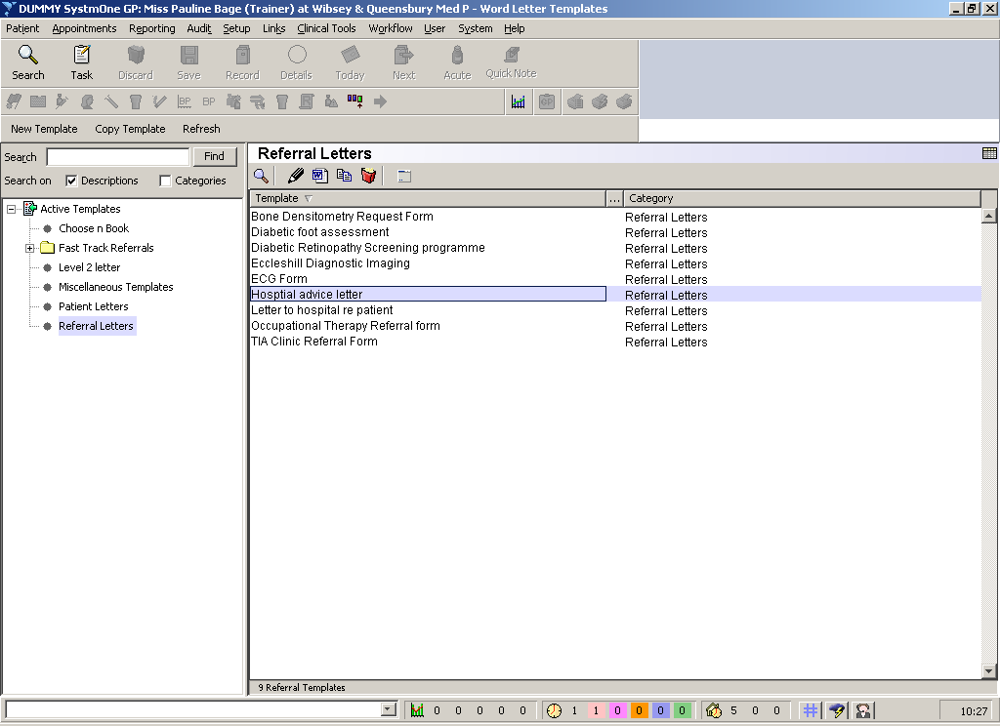 DUMMY SystmOne GP: Miss Pauline Bage (Trainer) at Wibsey & Queensbury Med P - Word Letter Templates
Patient Appointments Reporting Audit Setup Links Clinical Tools Workflow User System Help
Search Task Discard Save Record Details Today Next Acute Quick Note
BP BP GP
New Template Copy Template Refresh
Search Find
Search on Descriptions Categories
Active Templates
Choose n Book
Fast Track Referrals
Level 2 letter
Miscellaneous Templates
Patient Letters
Referral Letters
Referral Letters
Template ... Category
Bone Densitometry Request Form Referral Letters
Diabetic foot assessment Referral Letters
Diabetic Retinopathy Screening programme Referral Letters
Eccleshill Diagnostic Imaging Referral Letters
ECG Form Referral Letters
Hosptial advice letter Referral Letters
Letter to hospital re patient Referral Letters
Occupational Therapy Referral form Referral Letters
TIA Clinic Referral Form Referral Letters
9 Referral Templates
0 0 0 0 0 1 1 0 0 0 0 5 0 0 10:27